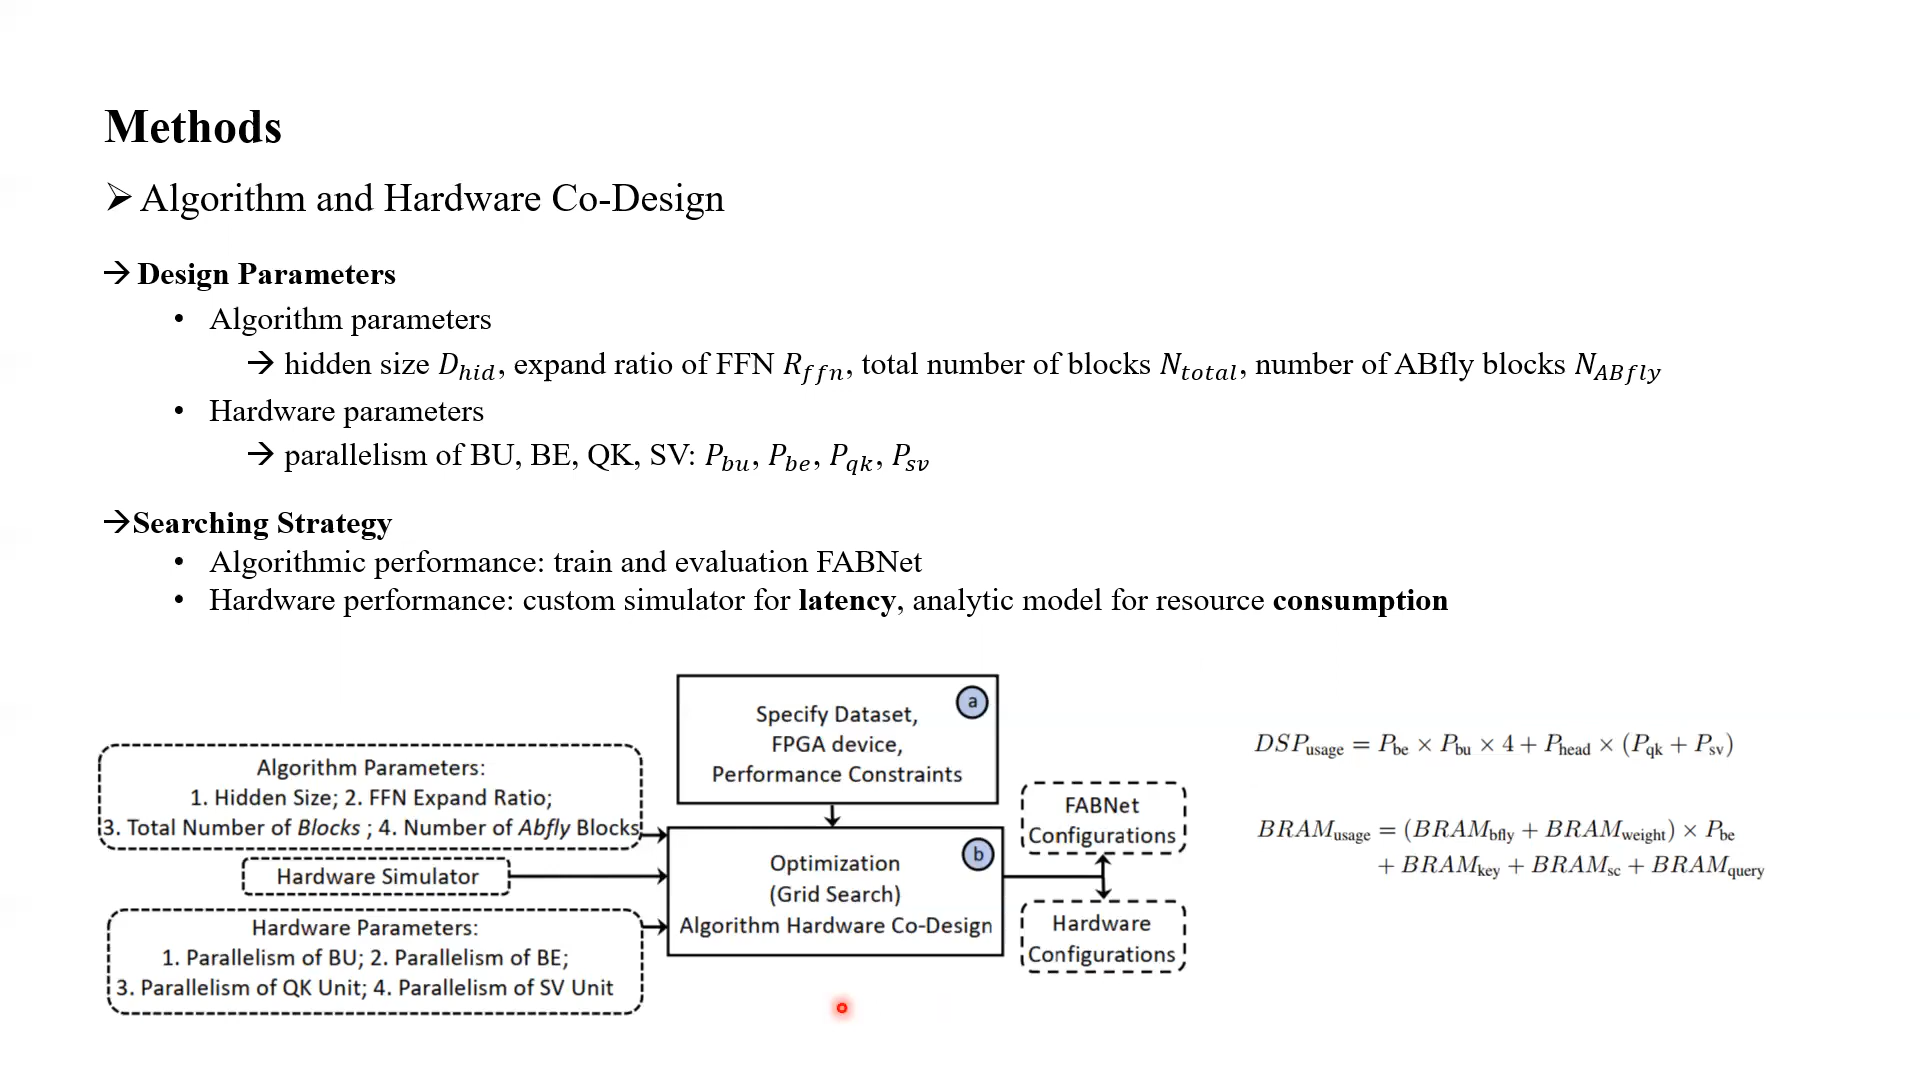 Methods
➢ Algorithm and Hardware Co-Design
→ Design Parameters
• Algorithm parameters
→ hidden size D_hid, expand ratio of FFN R_ffn, total number of blocks N_total, number of ABfly blocks N_ABfly
• Hardware parameters
→ parallelism of BU, BE, QK, SV: P_bu, P_be, P_qk, P_sv
→Searching Strategy
• Algorithmic performance: train and evaluation FABNet
• Hardware performance: custom simulator for latency, analytic model for resource consumption
Algorithm Parameters:
1. Hidden Size; 2. FFN Expand Ratio;
3. Total Number of Blocks ; 4. Number of Abfly Blocks
Hardware Simulator
Hardware Parameters:
1. Parallelism of BU; 2. Parallelism of BE;
3. Parallelism of QK Unit; 4. Parallelism of SV Unit
a
Specify Dataset,
FPGA device,
Performance Constraints
b
Optimization
(Grid Search)
Algorithm Hardware Co-Design
FABNet
Configurations
Hardware
Configurations
DSP_usage = P_be × P_bu × 4 + P_head × (P_qk + P_sv)
BRAM_usage = (BRAM_bfly + BRAM_weight) × P_be
+ BRAM_key + BRAM_sc + BRAM_query